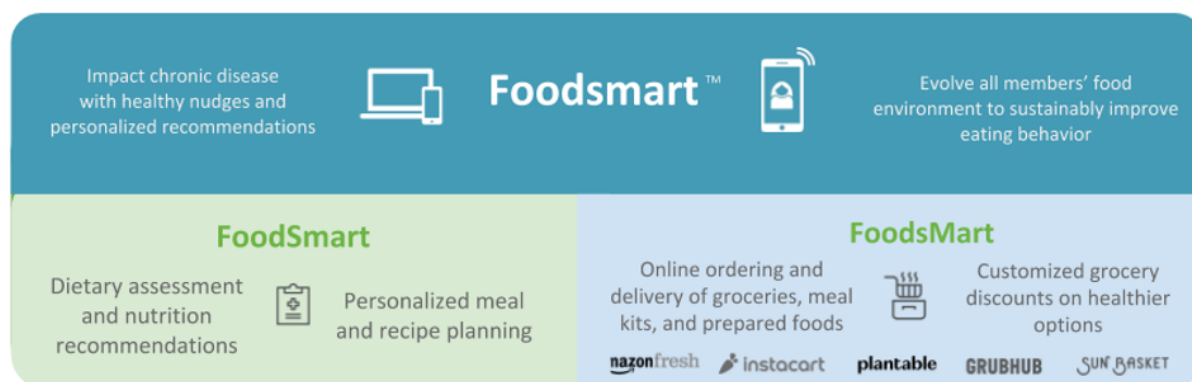 Impact chronic disease
with healthy nudges and
personalized recommendations
Foodsmart™
Evolve all members' food
environment to sustainably improve
eating behavior
FoodSmart
Dietary assessment
and nutrition
recommendations
Personalized meal
and recipe planning
FoodsMart
Online ordering and
delivery of groceries, meal
kits, and prepared foods
Customized grocery
discounts on healthier
options
nazonfresh
instacart
plantable
GRUBHUB
SUN BASKET